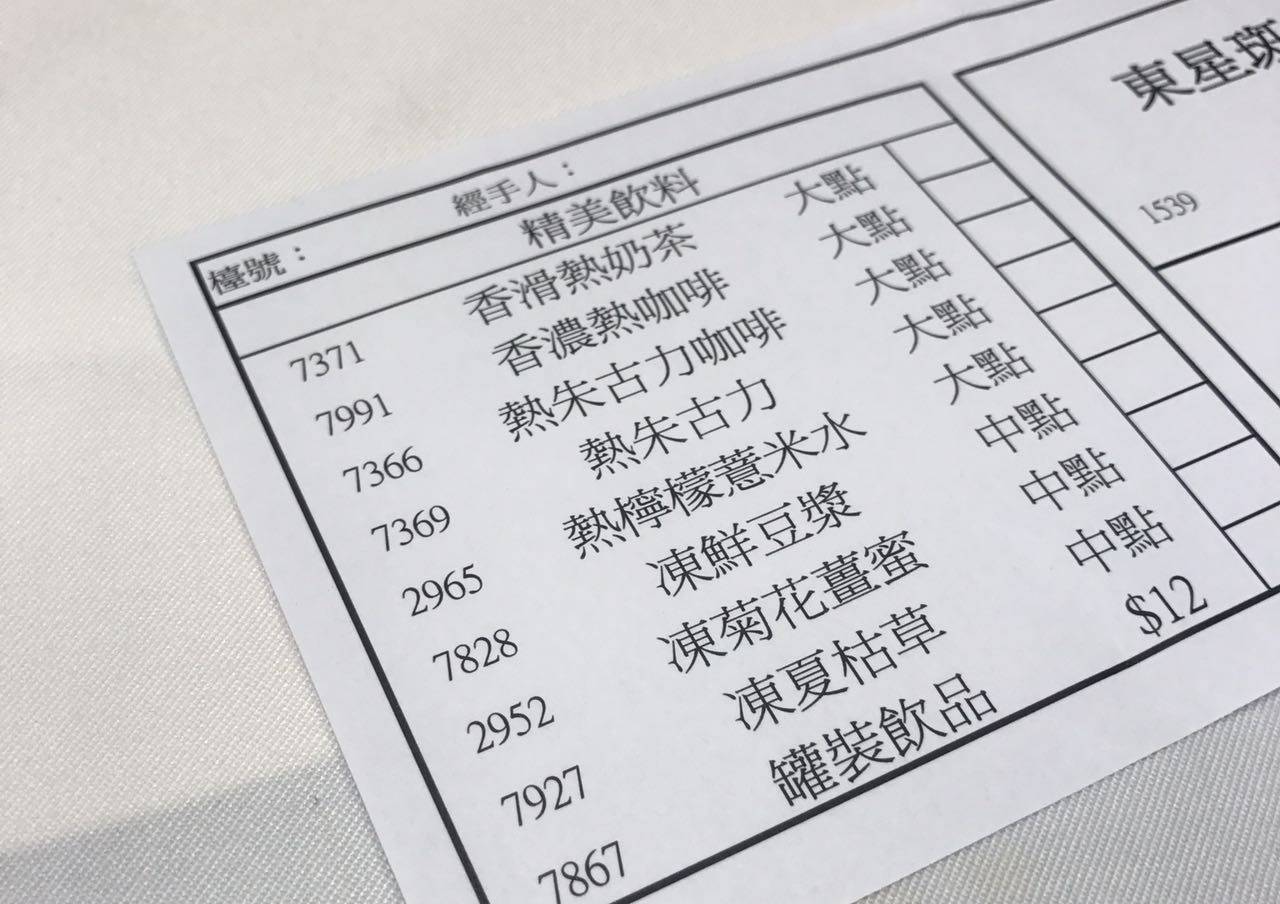 檯號：
經手人：
精美飲料
7371 香滑熱奶茶 大點
7991 香濃熱咖啡 大點
7366 熱朱古力咖啡 大點
7369 熱朱古力 大點
2965 熱檸檬薏米水 大點
7828 凍鮮豆漿 中點
2952 凍菊花薑蜜 中點
7927 凍夏枯草 中點
7867 罐裝飲品 $12
東星斑
1539